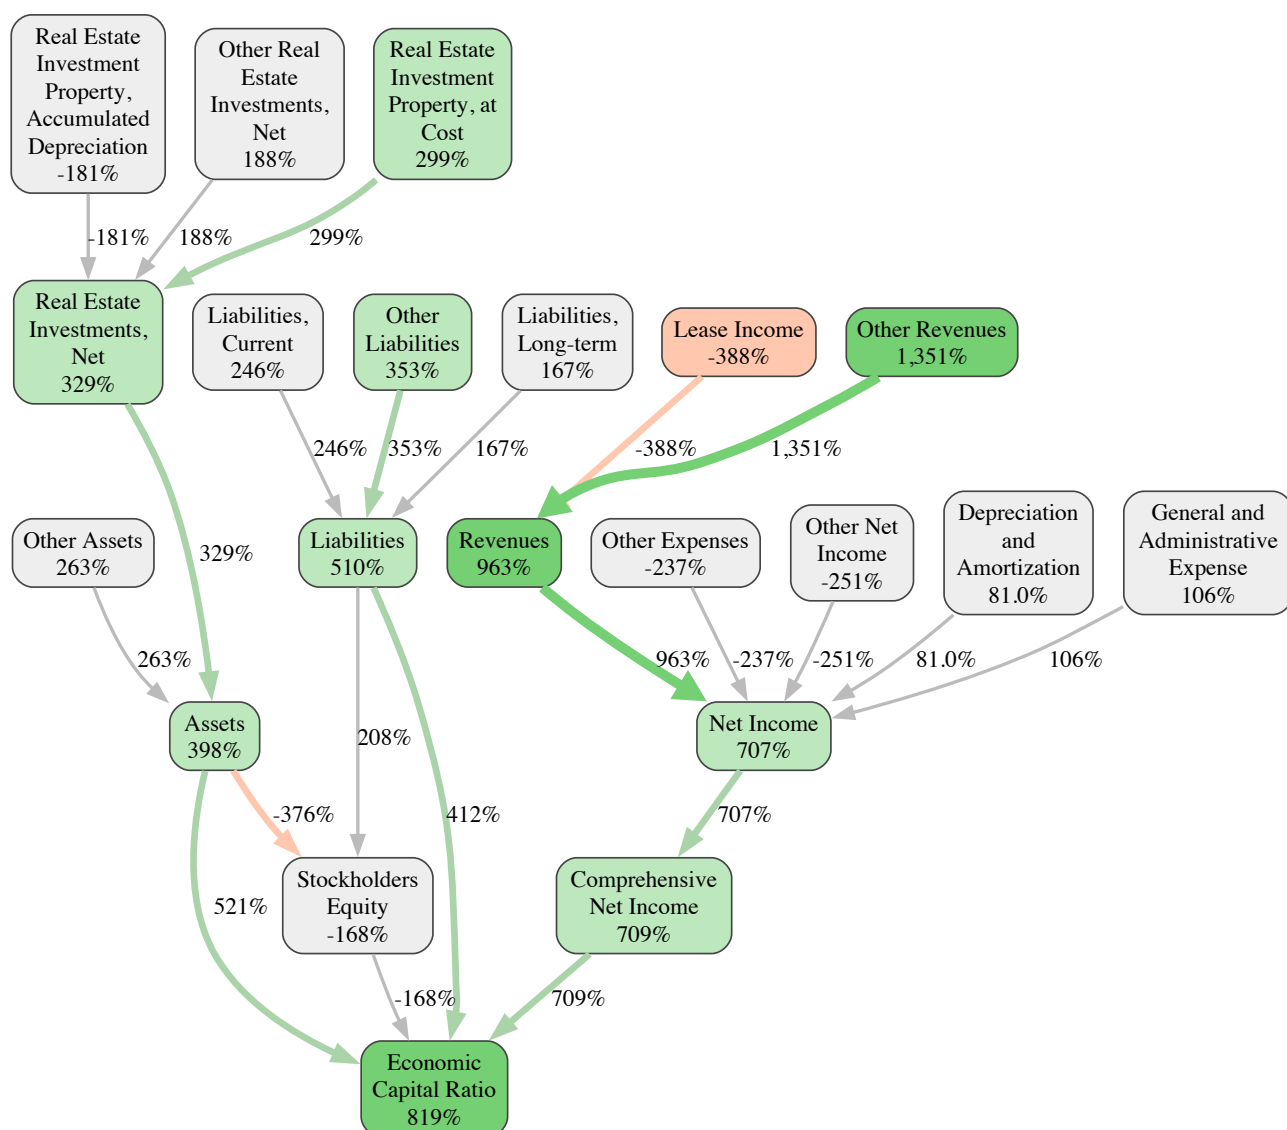 Real Estate
Investment
Property,
Accumulated
Depreciation
-181%
Other Real
Estate
Investments,
Net
188%
Real Estate
Investment
Property, at
Cost
299%
-181%
188%
299%
Real Estate
Investments,
Net
329%
Liabilities,
Current
246%
Other
Liabilities
353%
Liabilities,
Long-term
167%
Lease Income
-388%
Other Revenues
1,351%
246%
353%
167%
-388%
1,351%
Other Assets
263%
329%
Liabilities
510%
Revenues
963%
Other Expenses
-237%
Other Net
Income
-251%
Depreciation
and
Amortization
81.0%
General and
Administrative
Expense
106%
263%
963%
-237%
-251%
81.0%
106%
Assets
398%
208%
Net Income
707%
-376%
412%
707%
521%
Stockholders
Equity
-168%
Comprehensive
Net Income
709%
-168%
709%
Economic
Capital Ratio
819%